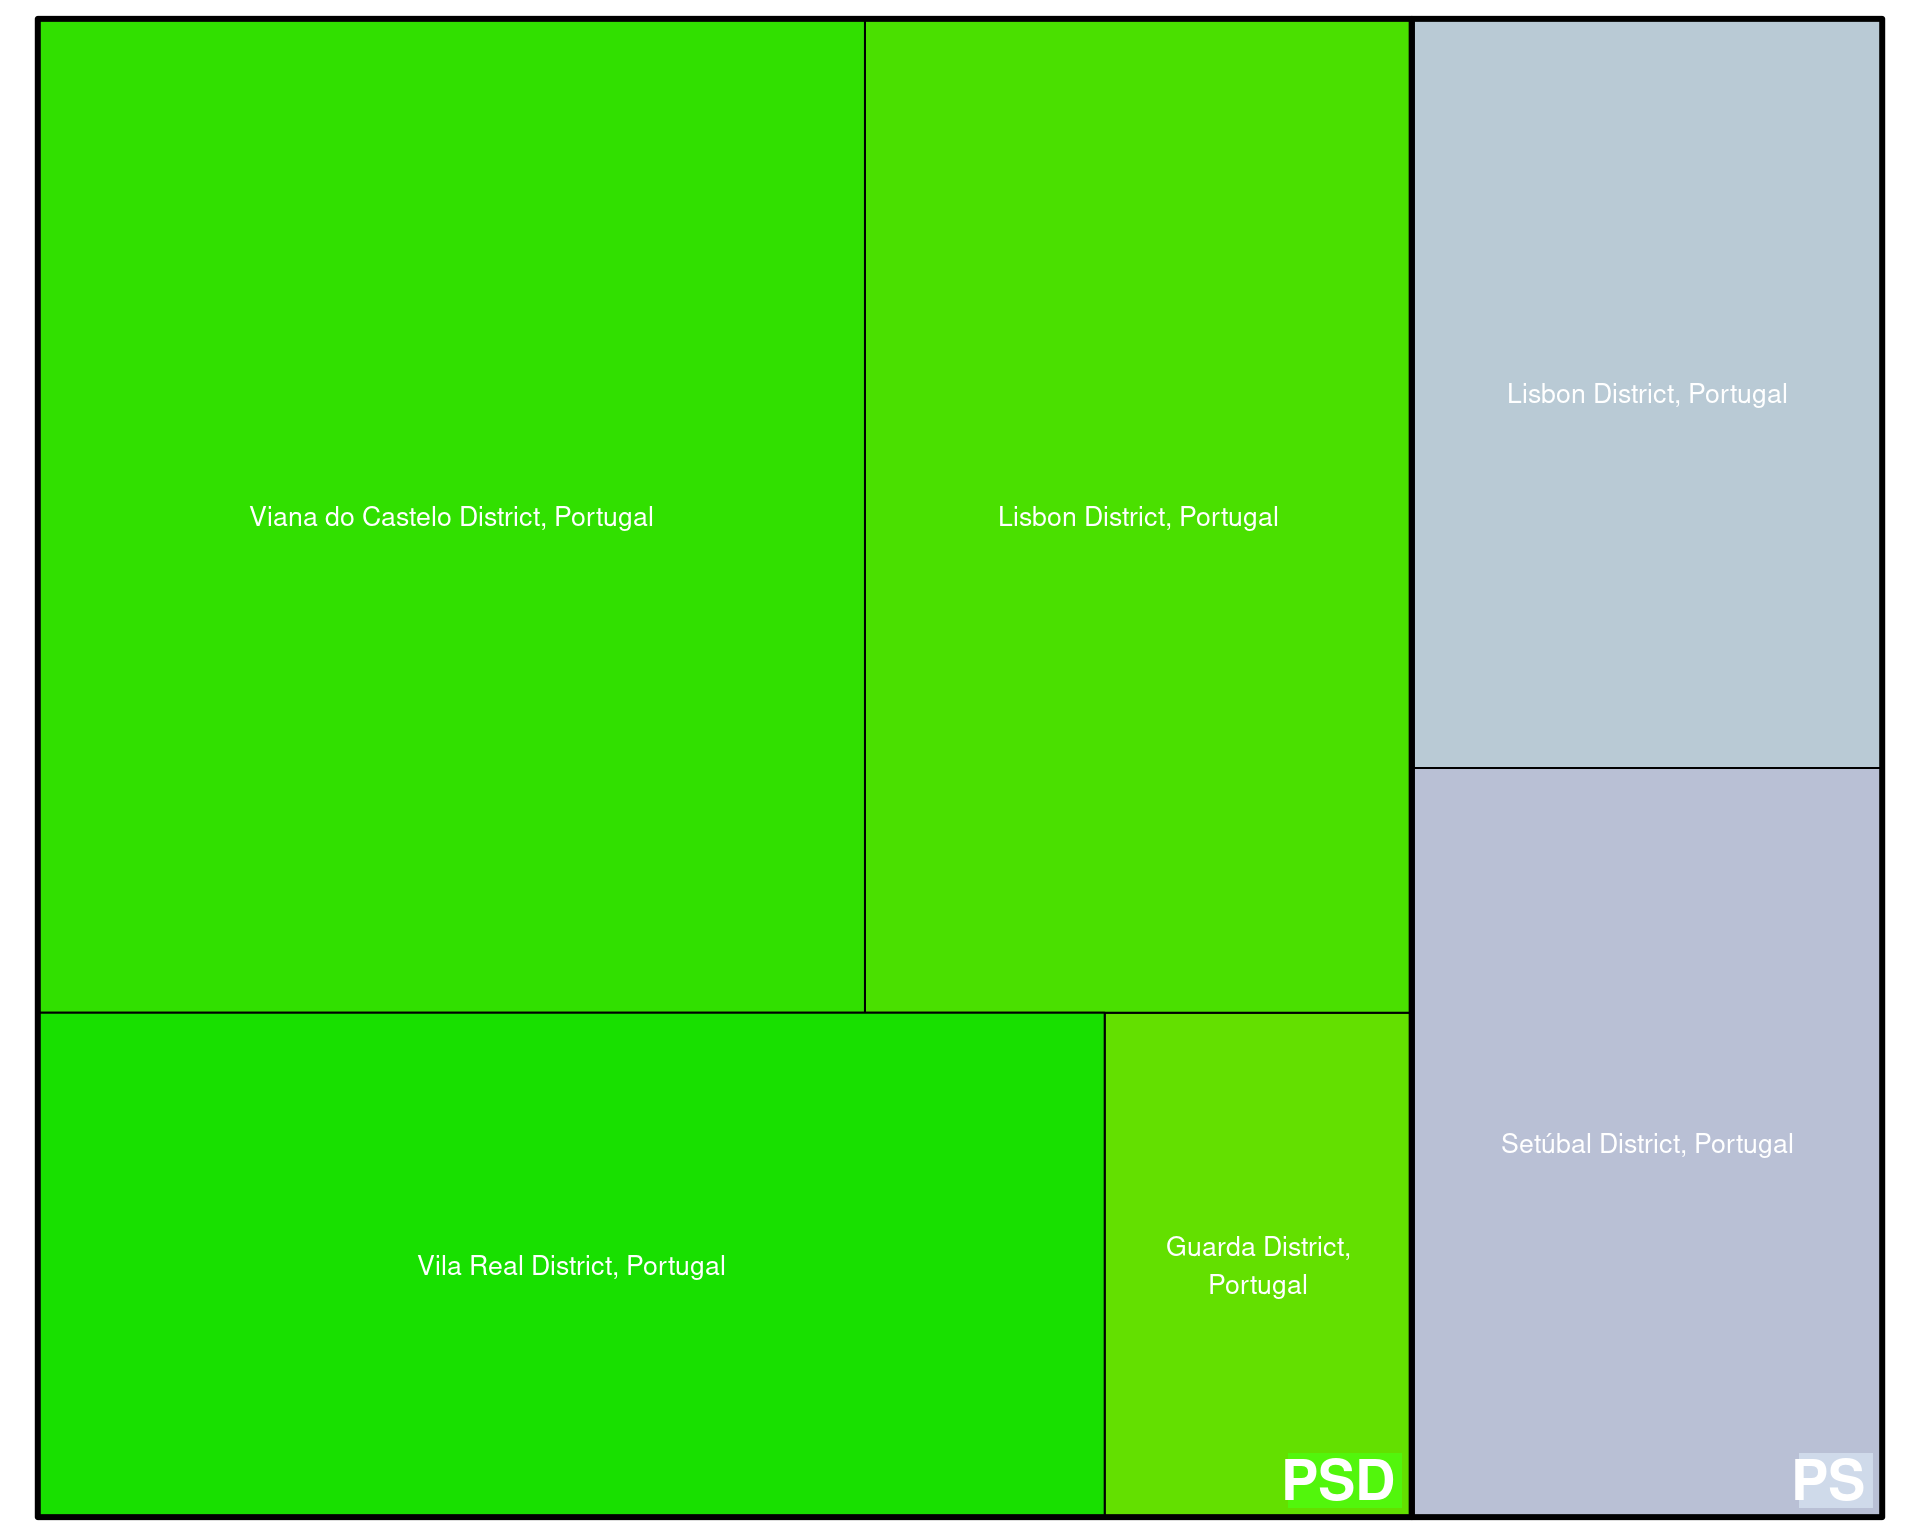 Viana do Castelo District, Portugal
Lisbon District, Portugal
Vila Real District, Portugal
Guarda District,
Portugal
PSD
Lisbon District, Portugal
Setúbal District, Portugal
PS